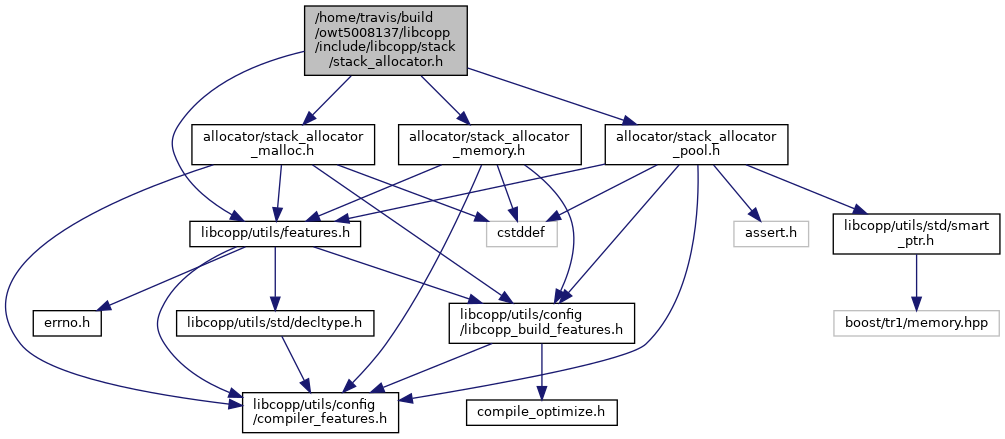 /home/travis/build
/owt5008137/libcopp
/include/libcopp/stack
/stack_allocator.h
allocator/stack_allocator
_malloc.h
allocator/stack_allocator
_memory.h
allocator/stack_allocator
_pool.h
libcopp/utils/features.h
cstddef
assert.h
libcopp/utils/std/smart
_ptr.h
errno.h
libcopp/utils/std/decltype.h
libcopp/utils/config
/libcopp_build_features.h
boost/tr1/memory.hpp
libcopp/utils/config
/compiler_features.h
compile_optimize.h